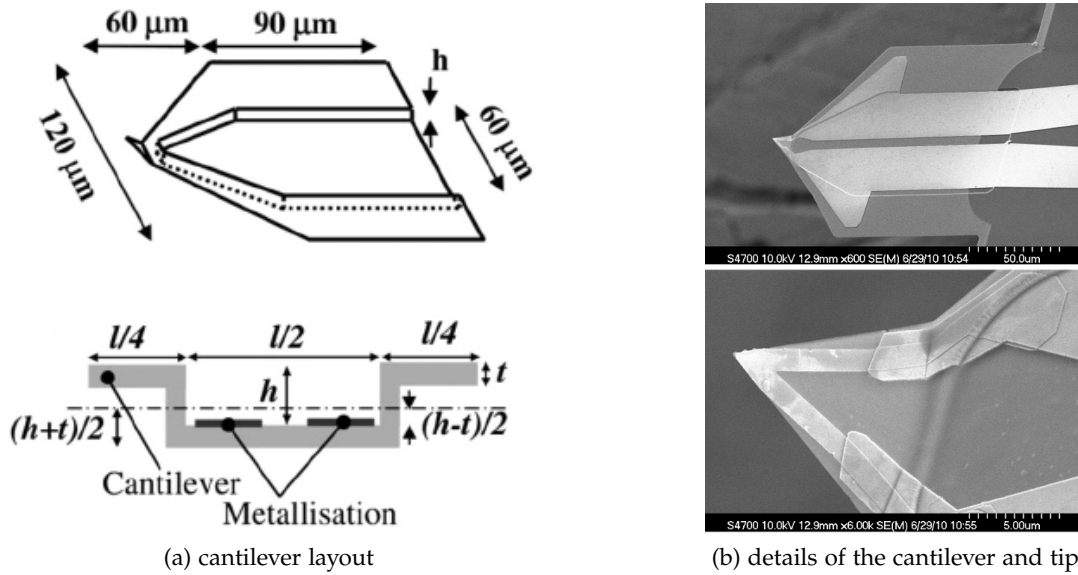 60 μm
90 μm
h
120 μm
60 μm
l/4
l/2
l/4
t
h
(h+t)/2
(h-t)/2
Cantilever
Metallisation
(a) cantilever layout
S4700 10.0kV 12.9mm x600 SE(M) 6/29/10 10:54
50.0um
S4700 10.0kV 12.9mm x6.00k SE(M) 6/29/10 10:55
5.00um
(b) details of the cantilever and tip